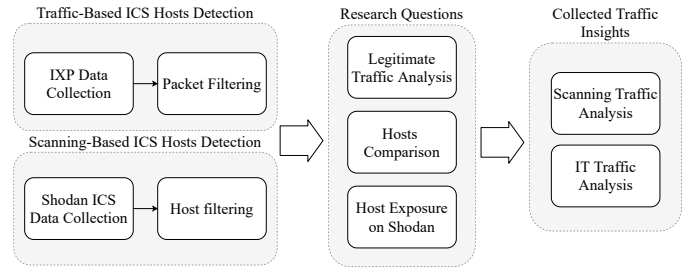 Traffic-Based ICS Hosts Detection
IXP Data
Collection
Packet Filtering
Scanning-Based ICS Hosts Detection
Shodan ICS
Data Collection
Host filtering
Research Questions
Legitimate
Traffic Analysis
Hosts
Comparison
Host Exposure
on Shodan
Collected Traffic
Insights
Scanning Traffic
Analysis
IT Traffic
Analysis